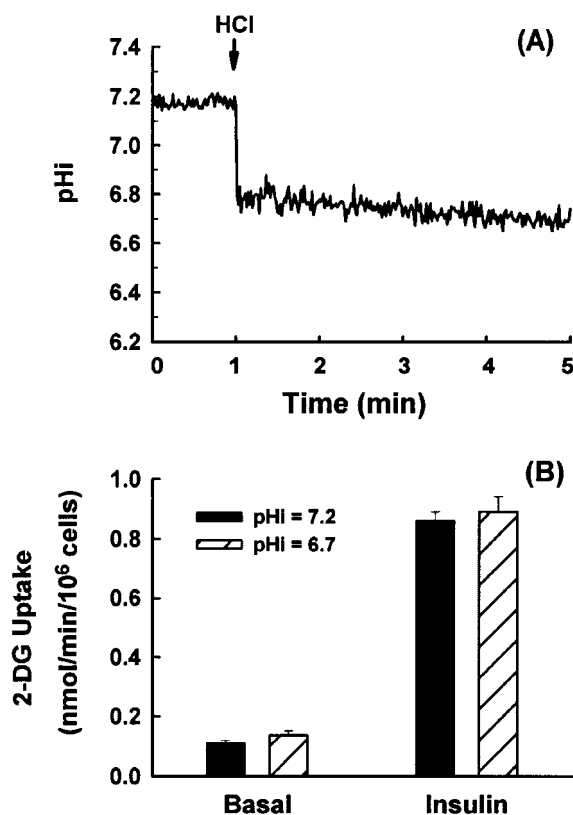 HCl
(A)
7.4
7.2
7.0
6.8
6.6
6.4
6.2
pHi
0 1 2 3 4 5
Time (min)
(B)
1.0
0.8
0.6
0.4
0.2
0.0
2-DG Uptake
(nmol/min/10⁶ cells)
pHi = 7.2
pHi = 6.7
Basal Insulin